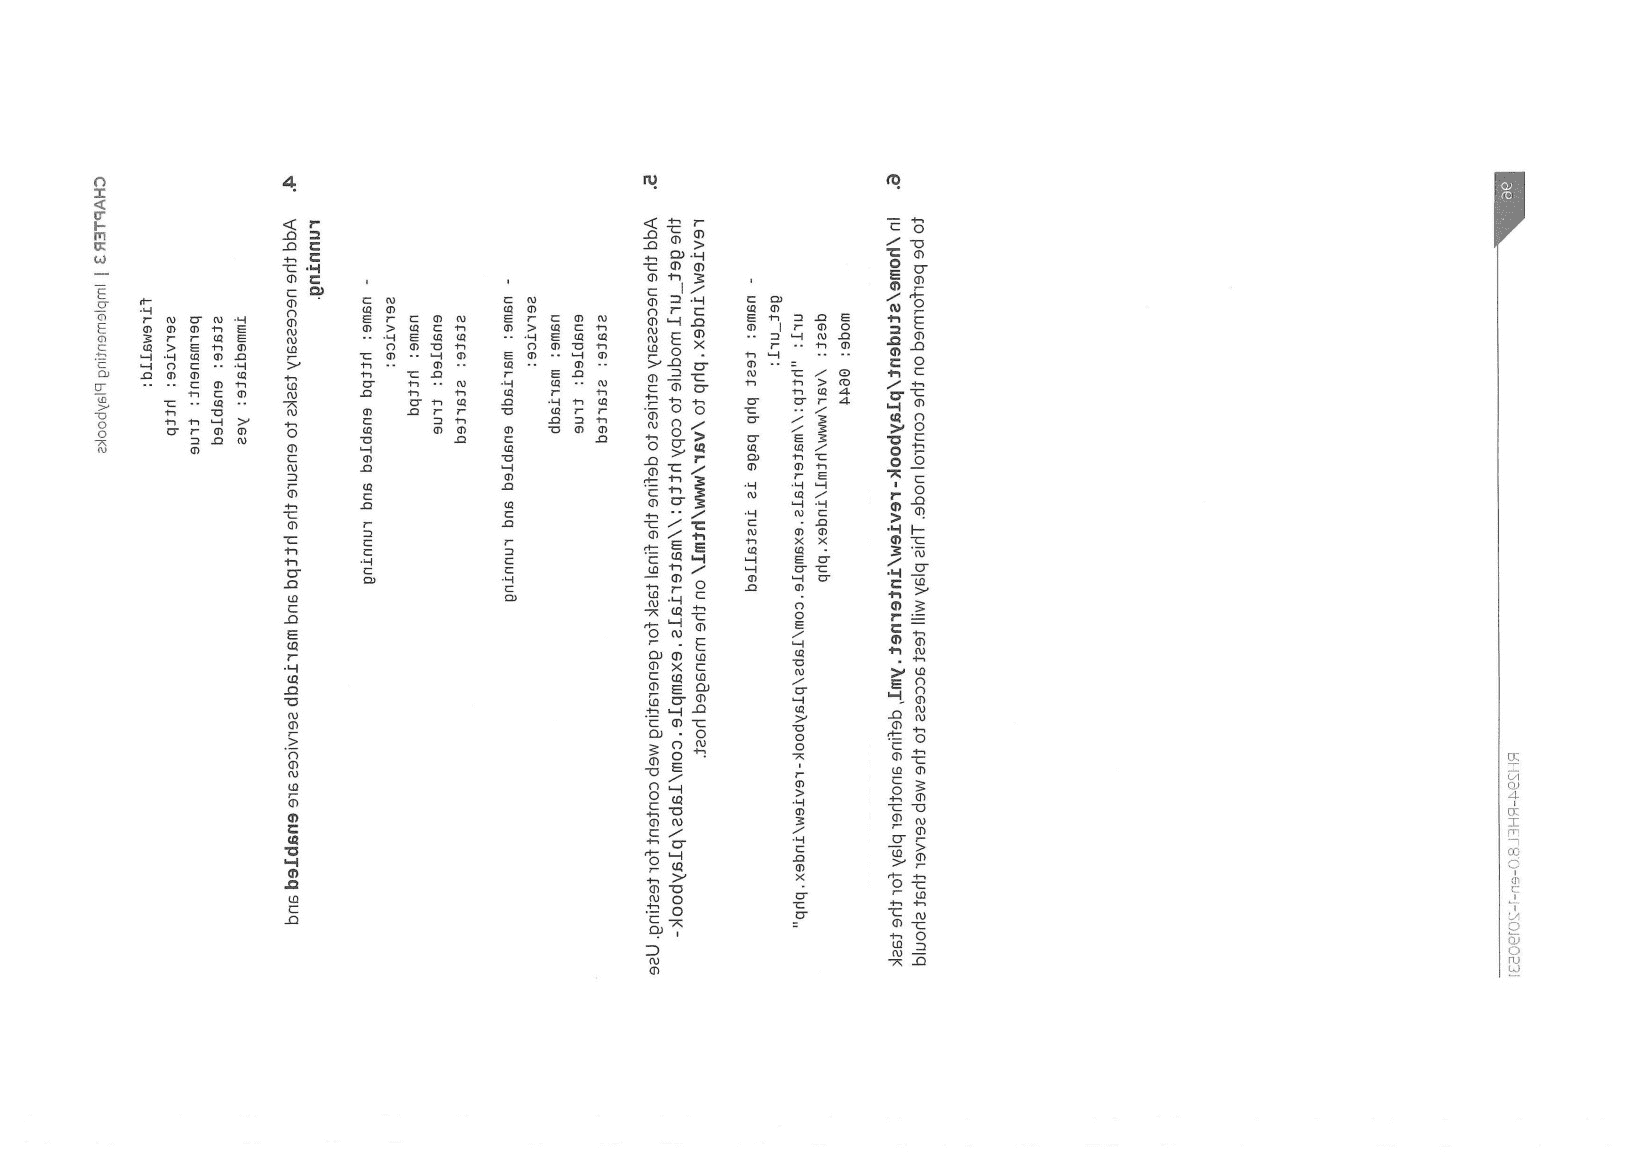 CHAPTER 3 | Implementing Playbooks
firewalld:
service: http
permanent: true
state: enabled
immediate: yes
4. Add the necessary tasks to ensure the httpd and mariadb services are enabled and
running.
- name: httpd enabled and running
service:
name: httpd
enabled: true
state: started
- name: mariadb enabled and running
service:
name: mariadb
enabled: true
state: started
5. Add the necessary entries to define the final task for generating web content for testing. Use
the get_url module to copy http://materials.example.com/labs/playbook-
review/index.php to /var/www/html/ on the managed host.
- name: test php page is installed
get_url:
url: "http://materials.example.com/labs/playbook-review/index.php"
dest: /var/www/html/index.php
mode: 0644
6. In /home/student/playbook-review/internet.yml, define another play for the task
to be performed on the control node. This play will test access to the web server that should
96
RH294-RHEL8.0-en-1-20190531